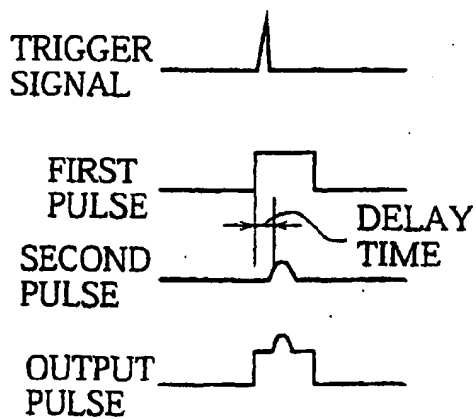 TRIGGER
SIGNAL
FIRST
PULSE
DELAY
TIME
SECOND
PULSE
OUTPUT
PULSE